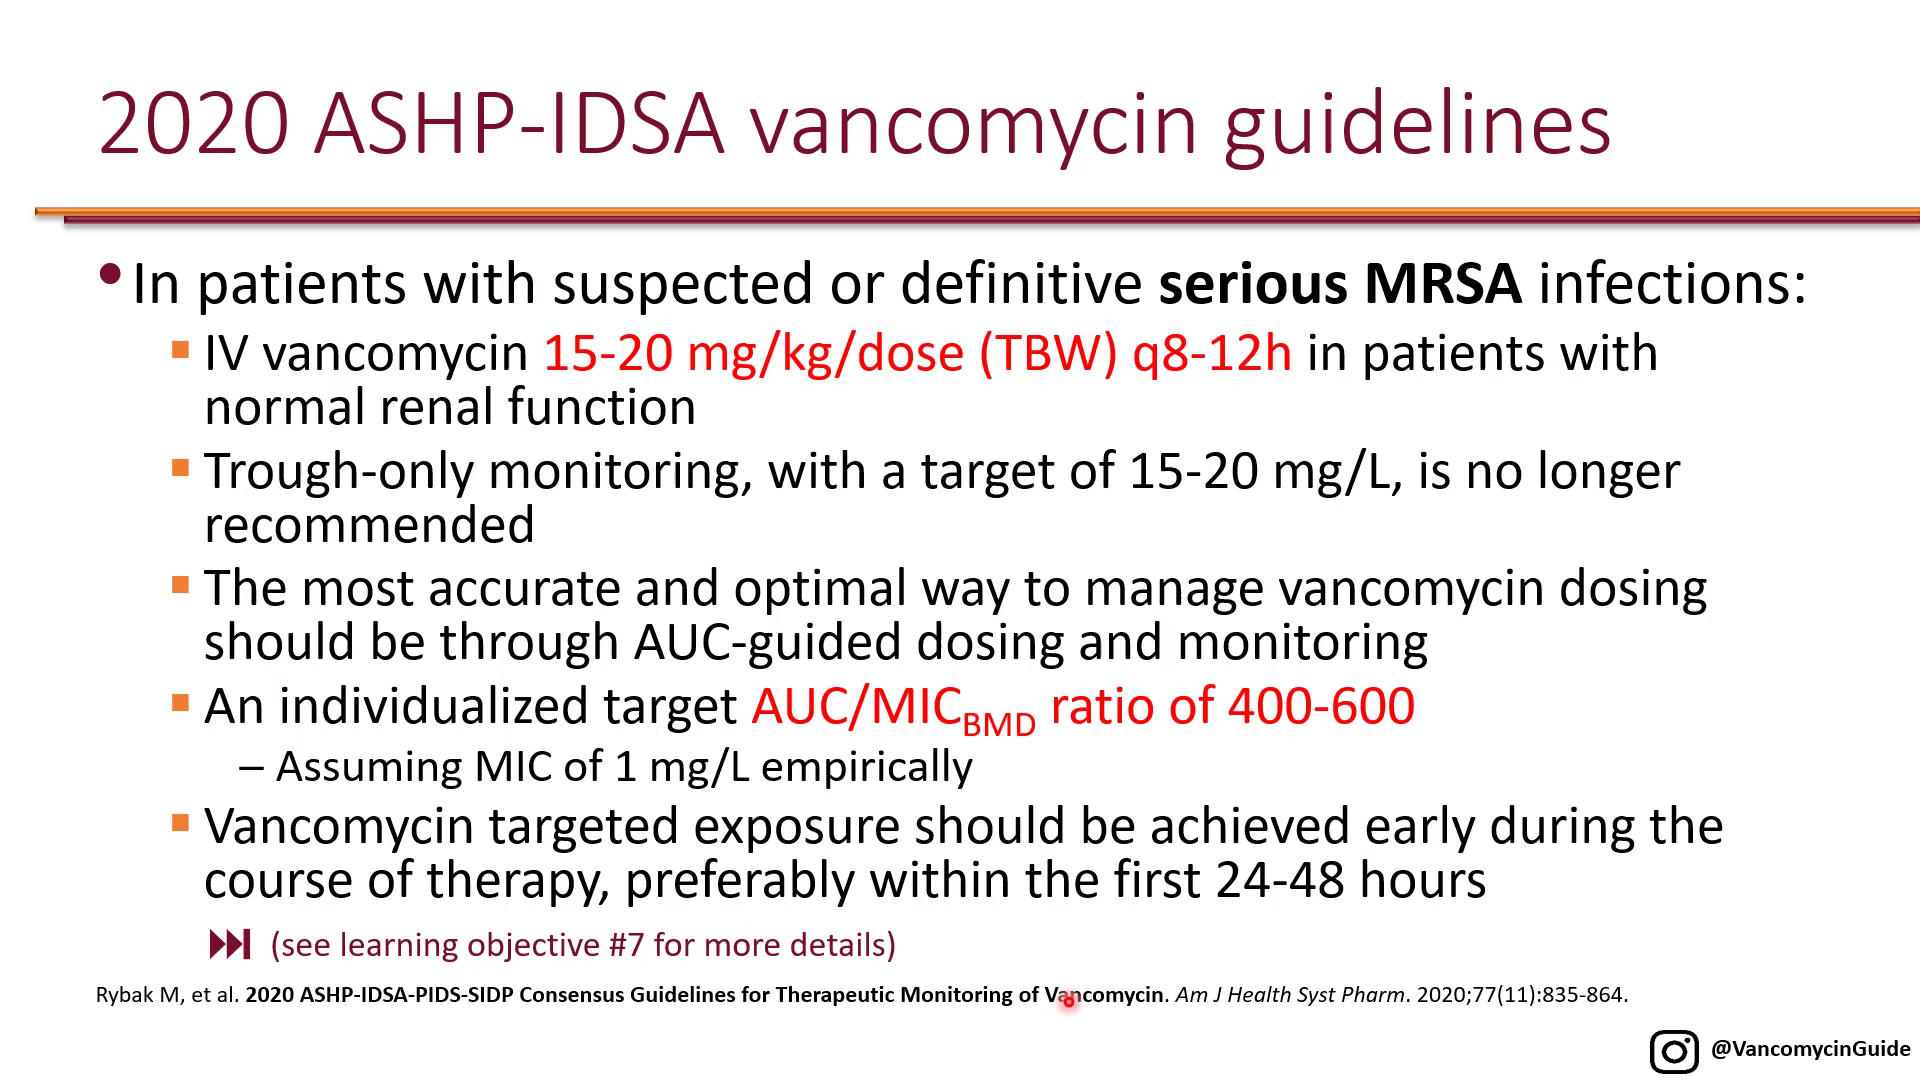 2020 ASHP-IDSA vancomycin guidelines
• In patients with suspected or definitive serious MRSA infections:
▪ IV vancomycin 15-20 mg/kg/dose (TBW) q8-12h in patients with
normal renal function
▪ Trough-only monitoring, with a target of 15-20 mg/L, is no longer
recommended
▪ The most accurate and optimal way to manage vancomycin dosing
should be through AUC-guided dosing and monitoring
▪ An individualized target AUC/MIC_BMD ratio of 400-600
– Assuming MIC of 1 mg/L empirically
▪ Vancomycin targeted exposure should be achieved early during the
course of therapy, preferably within the first 24-48 hours
(see learning objective #7 for more details)
Rybak M, et al. 2020 ASHP-IDSA-PIDS-SIDP Consensus Guidelines for Therapeutic Monitoring of Vancomycin. Am J Health Syst Pharm. 2020;77(11):835-864.
@VancomycinGuide